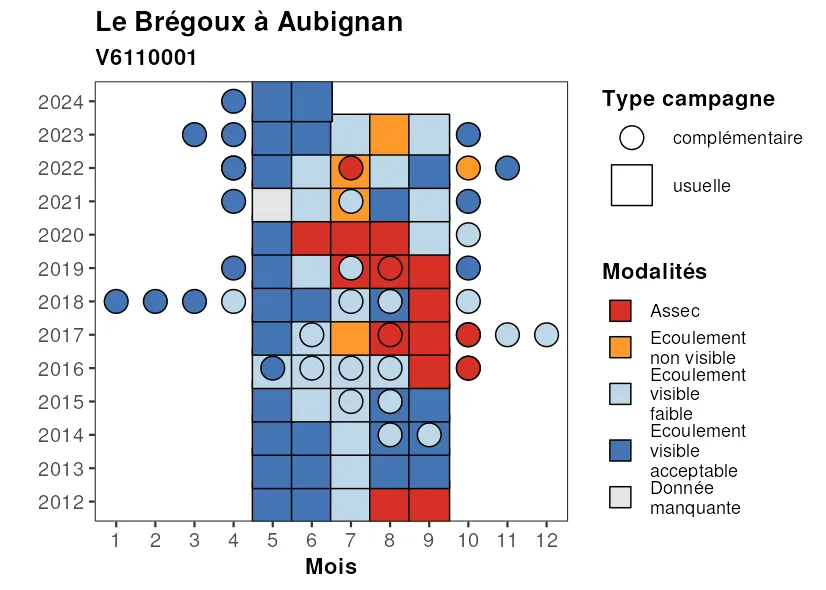 Le Brégoux à Aubignan
V6110001
2024
2023
2022
2021
2020
2019
2018
2017
2016
2015
2014
2013
2012
1 2 3 4 5 6 7 8 9 10 11 12
Mois
Type campagne
complémentaire
usuelle
Modalités
Assec
Ecoulement
non visible
Ecoulement
visible
faible
Ecoulement
visible
acceptable
Donnée
manquante